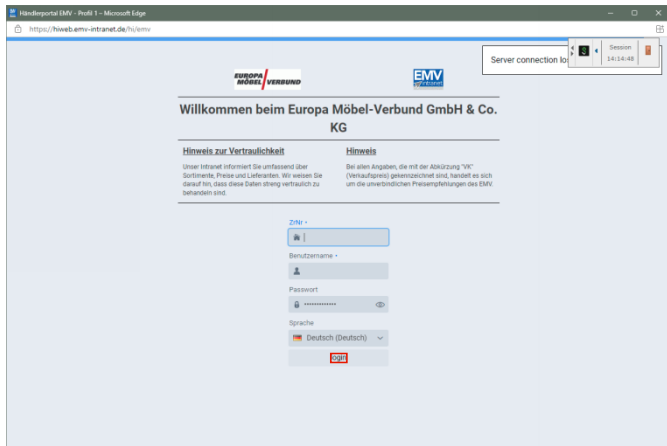 Händlerportal EMV - Profil 1 – Microsoft Edge
https://hiweb.emv-intranet.de/hi/emv
Server connection los
Session
14:14:48
EUROPA
MÖBEL VERBUND
EMV
Willkommen beim Europa Möbel-Verbund GmbH & Co.
KG
Hinweis zur Vertraulichkeit
Unser Intranet informiert Sie umfassend über
Sortimente, Preise und Lieferanten. Wir weisen Sie
darauf hin, dass diese Daten streng vertraulich zu
behandeln sind.
Hinweis
Bei allen Angaben, die mit der Abkürzung "VK"
(Verkaufspreis) gekennzeichnet sind, handelt es sich
um die unverbindlichen Preisempfehlungen des EMV.
ZrNr •
Benutzername •
Passwort
Sprache
Deutsch (Deutsch)
login